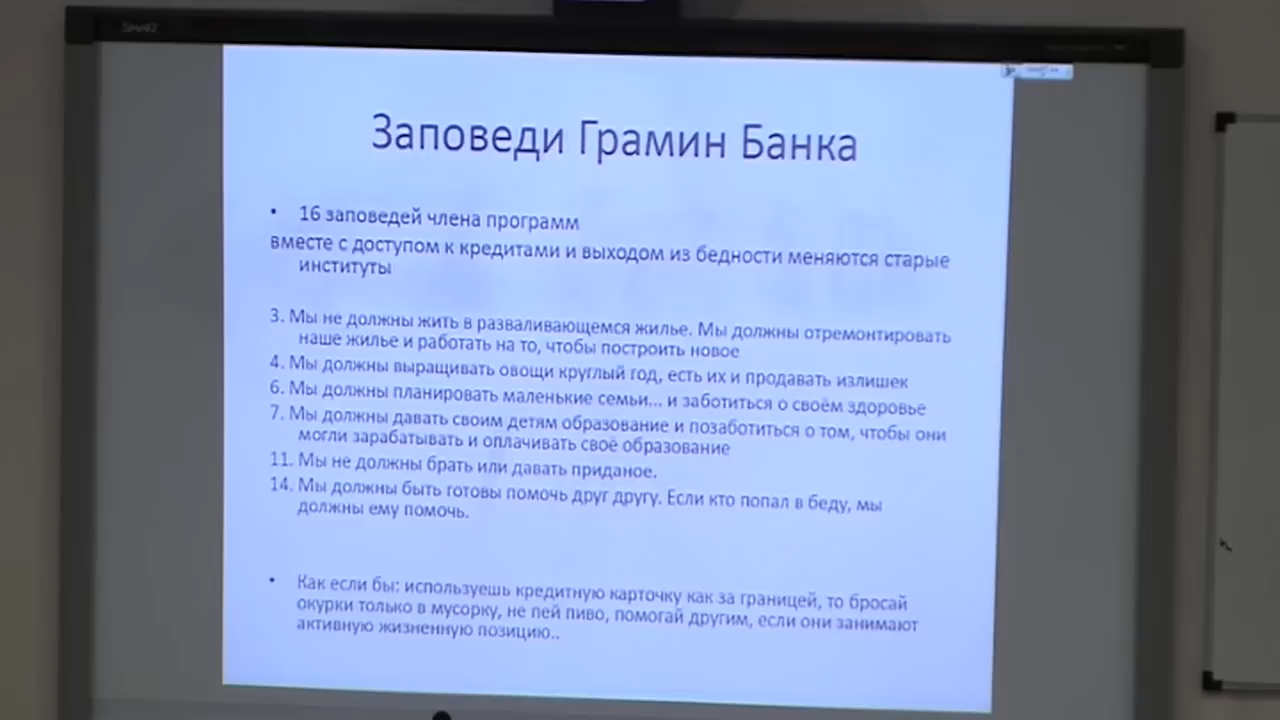 SMART
Заповеди Грамин Банка
• 16 заповедей члена программ
вместе с доступом к кредитами и выходом из бедности меняются старые
институты
3. Мы не должны жить в разваливающемся жилье. Мы должны отремонтировать
наше жилье и работать на то, чтобы построить новое
4. Мы должны выращивать овощи круглый год, есть их и продавать излишек
6. Мы должны планировать маленькие семьи... и заботиться о своём здоровье
7. Мы должны давать своим детям образование и позаботиться о том, чтобы они
могли зарабатывать и оплачивать своё образование
11. Мы не должны брать или давать приданое.
14. Мы должны быть готовы помочь друг другу. Если кто попал в беду, мы
должны ему помочь.
• Как если бы: используешь кредитную карточку как за границей, то бросай
окурки только в мусорку, не пей пиво, помогай другим, если они занимают
активную жизненную позицию..